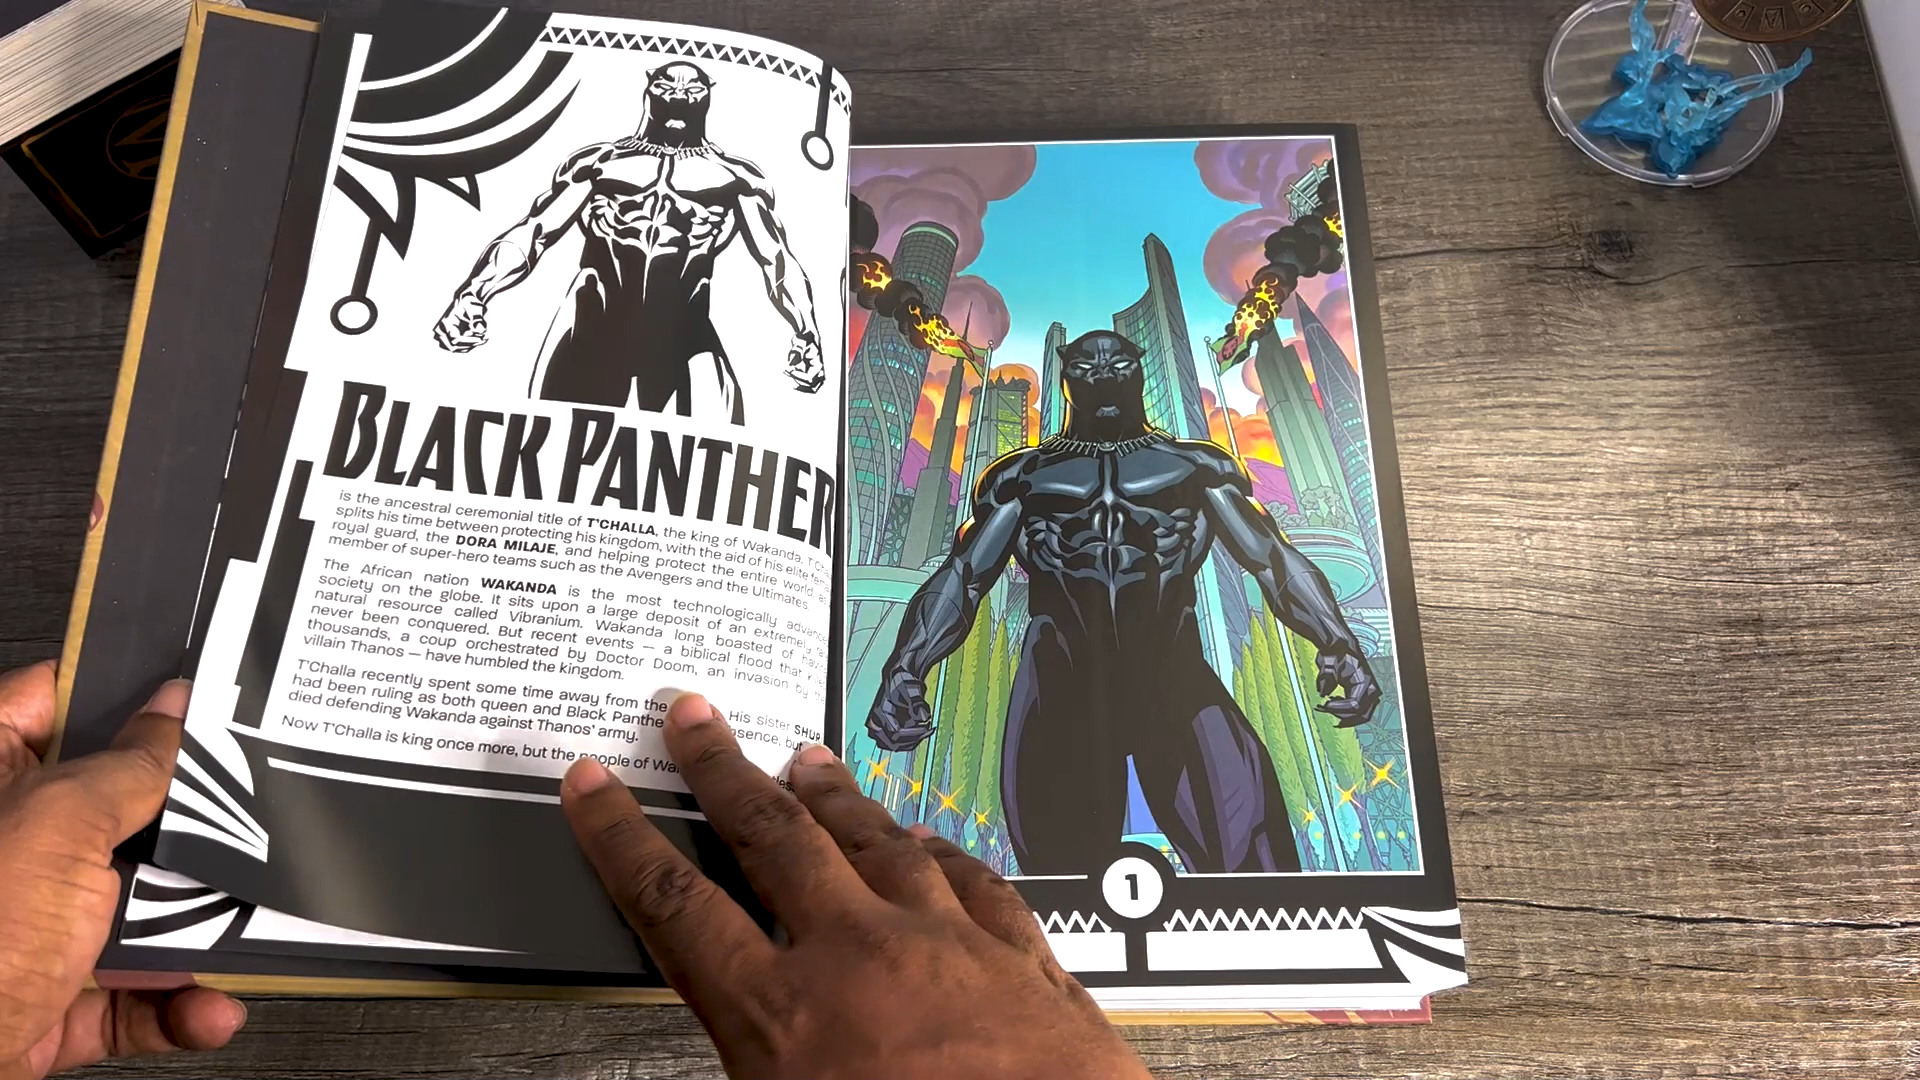 BLACK PANTHER
is the ancestral ceremonial title of T'CHALLA, the king of Wakanda.
splits his time between protecting his kingdom, with the aid of his elite
royal guard, the DORA MILAJE, and helping protect the entire world,
member of super-hero teams such as the Avengers and the Ultimates.
The African nation WAKANDA is the most technologically
society on the globe. It sits upon a large deposit of an extremely
natural resource called Vibranium. Wakanda long boasted of
never been conquered. But recent events — a biblical flood that
thousands, a coup orchestrated by Doctor Doom, an invasion by
villain Thanos — have humbled the kingdom.
T'Challa recently spent some time away from the His sister
had been ruling as both queen and Black but
died defending Wakanda against Thanos' army.
Now T'Challa is king once more, but the people of
1